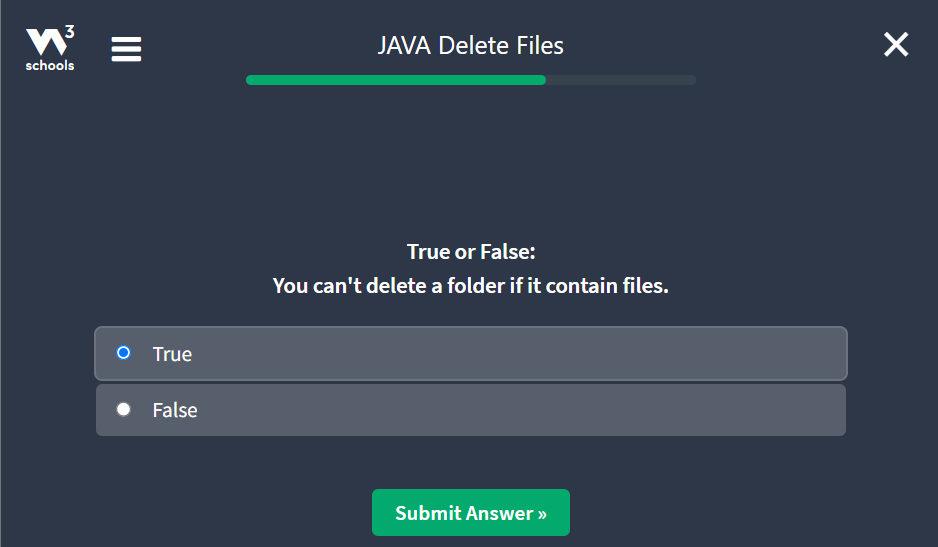 W3
schools
JAVA Delete Files
True or False:
You can't delete a folder if it contain files.
True
False
Submit Answer »